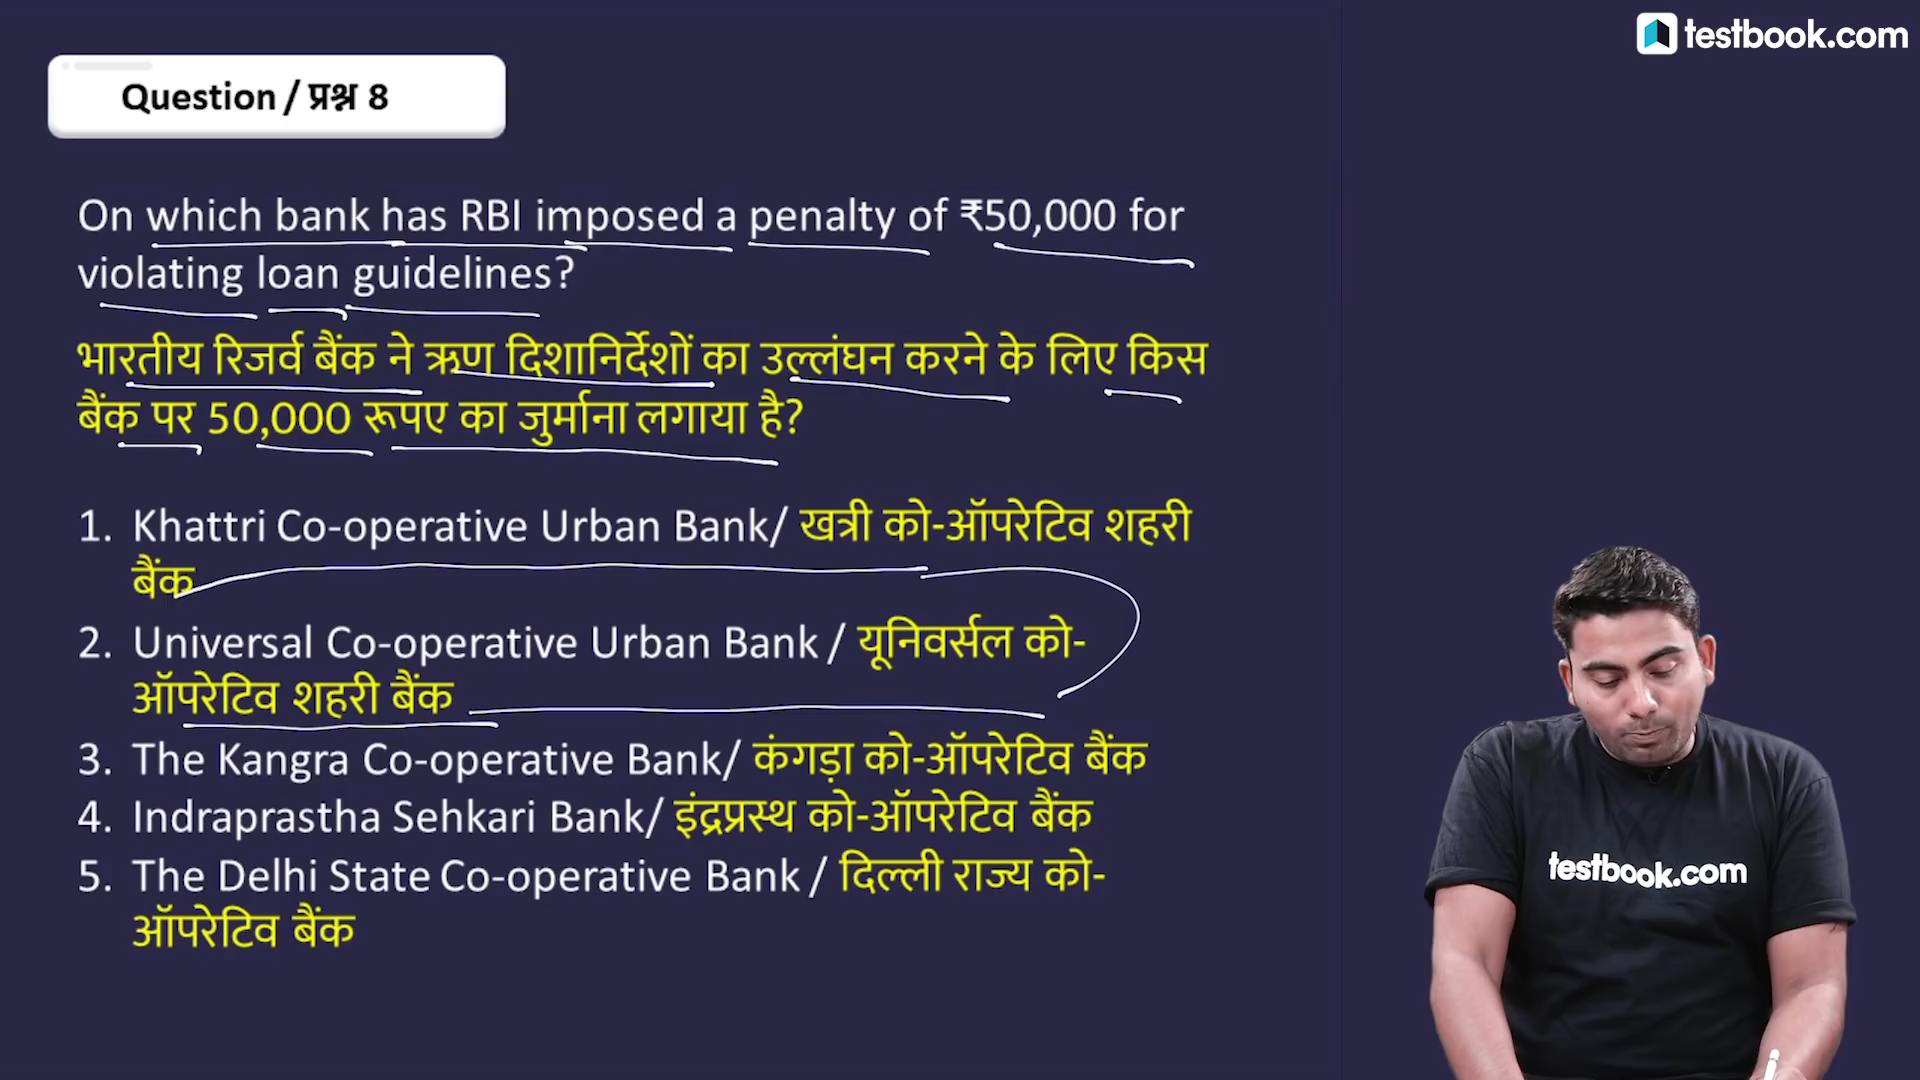 testbook.com
Question / प्रश्न 8
On which bank has RBI imposed a penalty of ₹50,000 for
violating loan guidelines?
भारतीय रिजर्व बैंक ने ऋण दिशानिर्देशों का उल्लंघन करने के लिए किस
बैंक पर 50,000 रूपए का जुर्माना लगाया है?
1. Khattri Co-operative Urban Bank/ खत्री को-ऑपरेटिव शहरी
बैंक
2. Universal Co-operative Urban Bank / यूनिवर्सल को-
ऑपरेटिव शहरी बैंक
3. The Kangra Co-operative Bank/ कंगड़ा को-ऑपरेटिव बैंक
4. Indraprastha Sehkari Bank/ इंद्रप्रस्थ को-ऑपरेटिव बैंक
5. The Delhi State Co-operative Bank / दिल्ली राज्य को-
ऑपरेटिव बैंक
testbook.com